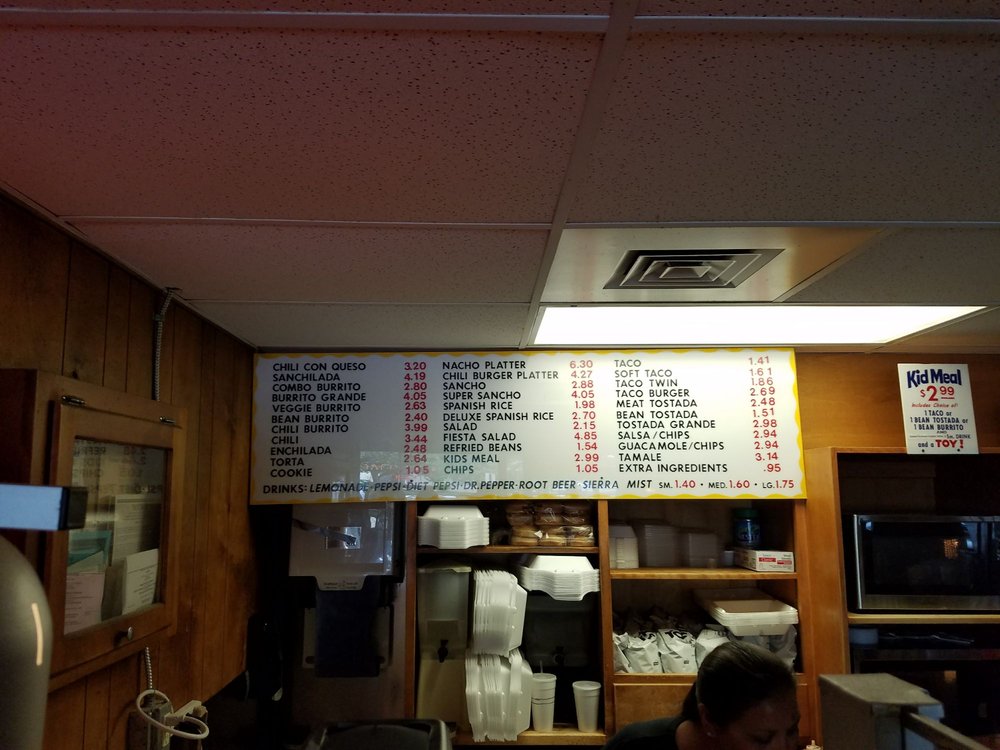 CHILI CON QUESO 3.20
SANCHILADA 4.19
COMBO BURRITO 2.80
BURRITO GRANDE 4.05
VEGGIE BURRITO 2.63
BEAN BURRITO 2.40
CHILI BURRITO 3.99
CHILI 3.44
ENCHILADA 2.48
TORTA 2.64
COOKIE 1.05
NACHO PLATTER 6.30
CHILI BURGER PLATTER 4.27
SANCHO 2.88
SUPER SANCHO 4.05
SPANISH RICE 1.98
DELUXE SPANISH RICE 2.70
SALAD 2.15
FIESTA SALAD 4.85
REFRIED BEANS 1.54
KIDS MEAL 2.99
CHIPS 1.05
TACO 1.41
SOFT TACO 1.61
TACO TWIN 1.86
TACO BURGER 2.69
MEAT TOSTADA 2.48
BEAN TOSTADA 1.51
TOSTADA GRANDE 2.98
SALSA/CHIPS 2.94
GUACAMOLE/CHIPS 2.94
TAMALE 3.14
EXTRA INGREDIENTS .95
DRINKS: LEMONADE-PEPSI-DIET PEPSI-DR.PEPPER-ROOT BEER-SIERRA MIST SM.1.40 • MED.1.60 • LG.1.75
Kid Meal
$2.99
Includes Choice of:
1 TACO or
1 BEAN TOSTADA or
1 BEAN BURRITO
Sm. DRINK
and a TOY!